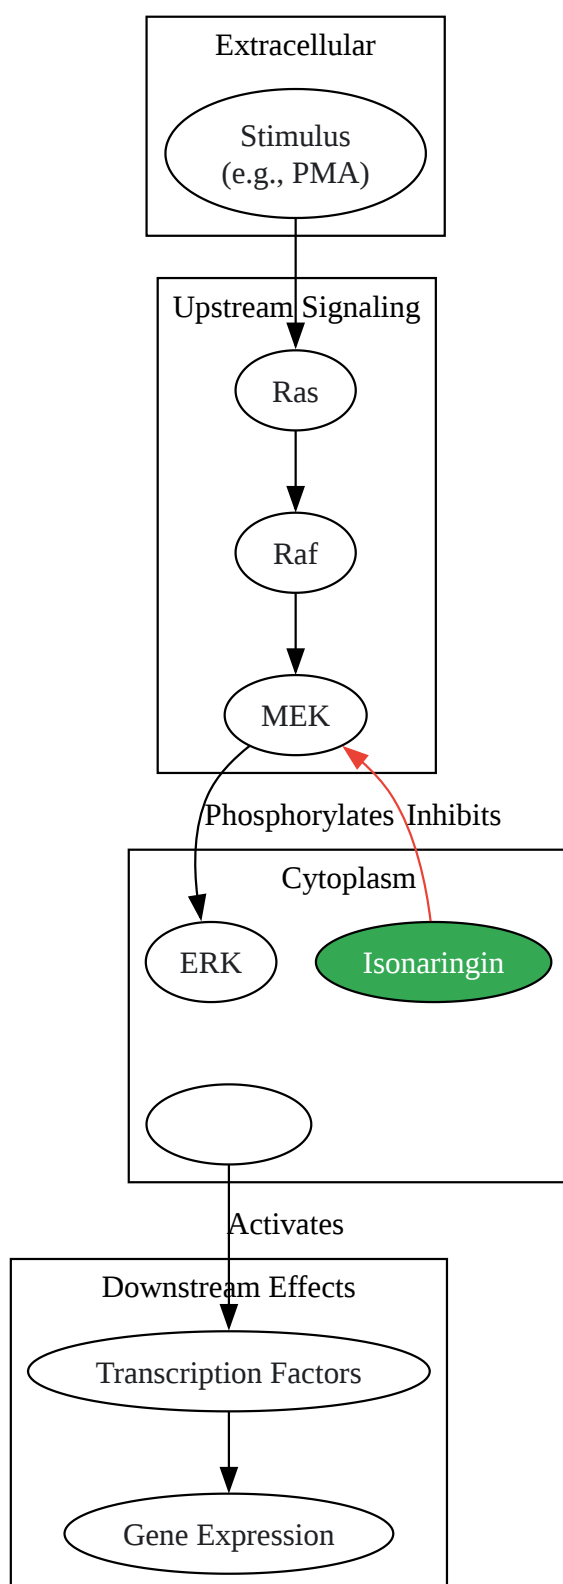 Extracellular
Stimulus
(e.g., PMA)
Upstream Signaling
Ras
Raf
MEK
Phosphorylates
Inhibits
Cytoplasm
ERK
Isonaringin
Activates
Downstream Effects
Transcription Factors
Gene Expression